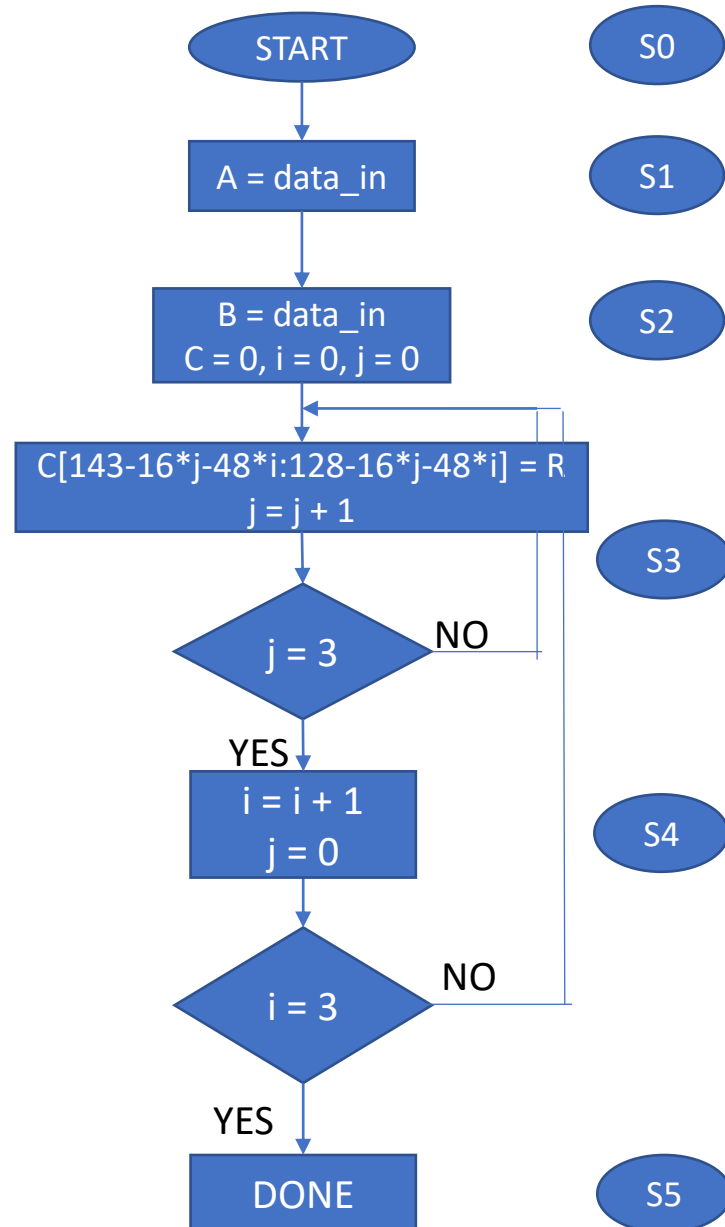 START
S0
A = data_in
S1
B = data_in
C = 0, i = 0, j = 0
S2
C[143-16*j-48*i:128-16*j-48*i] = R
j = j + 1
S3
j = 3
NO
YES
i = i + 1
j = 0
S4
i = 3
NO
YES
DONE
S5